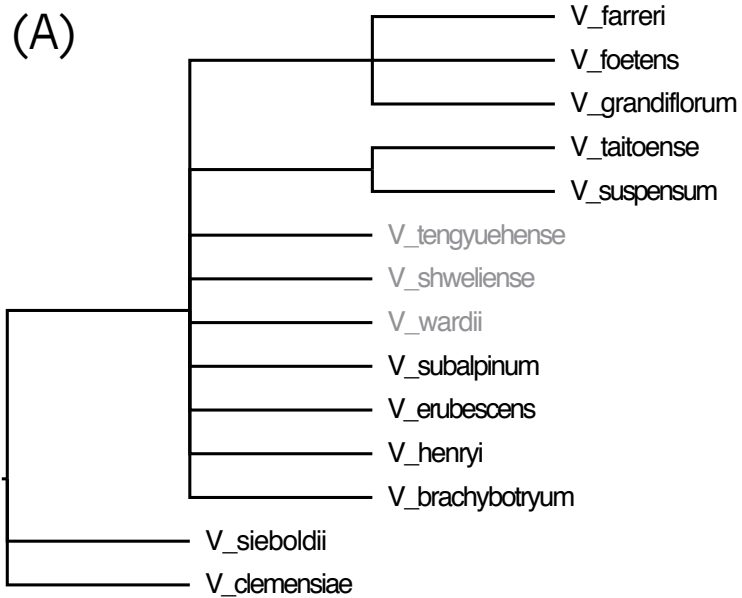 (A)
V_farreri
V_foetens
V_grandiflorum
V_taitoense
V_suspensum
V_tengyuehense
V_shweliense
V_wardii
V_subalpinum
V_erubescens
V_henryi
V_brachybotryum
V_sieboldii
V_clemensiae